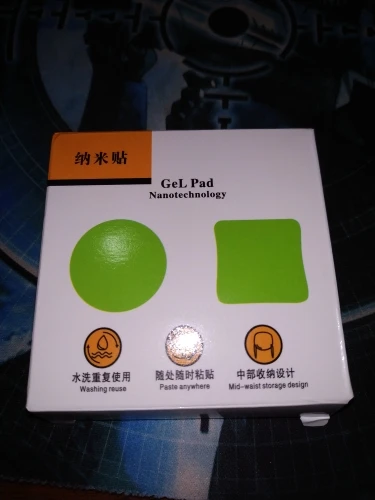 纳米贴
GeL Pad
Nanotechnology
水洗重复使用
Washing reuse
随处随时粘贴
Paste anywhere
中部收纳设计
Mid-waist storage design